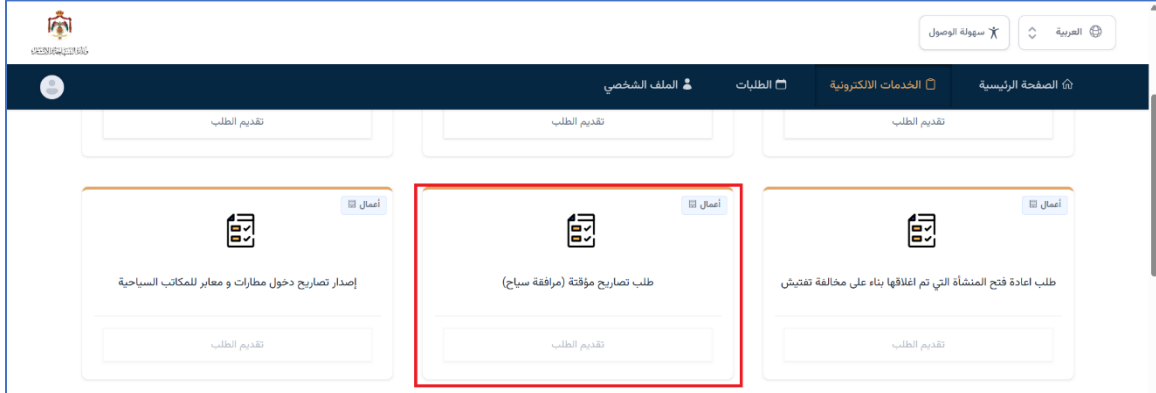 العربية
سهولة الوصول
الصفحة الرئيسية
الخدمات الالكترونية
الطلبات
الملف الشخصي
تقديم الطلب
تقديم الطلب
تقديم الطلب
أعمال
طلب اعادة فتح المنشأة التي تم اغلاقها بناء على مخالفة تفتيش
تقديم الطلب
أعمال
طلب تصاريح مؤقتة (مرافقة سياح)
تقديم الطلب
أعمال
إصدار تصاريح دخول مطارات و معابر للمكاتب السياحية
تقديم الطلب